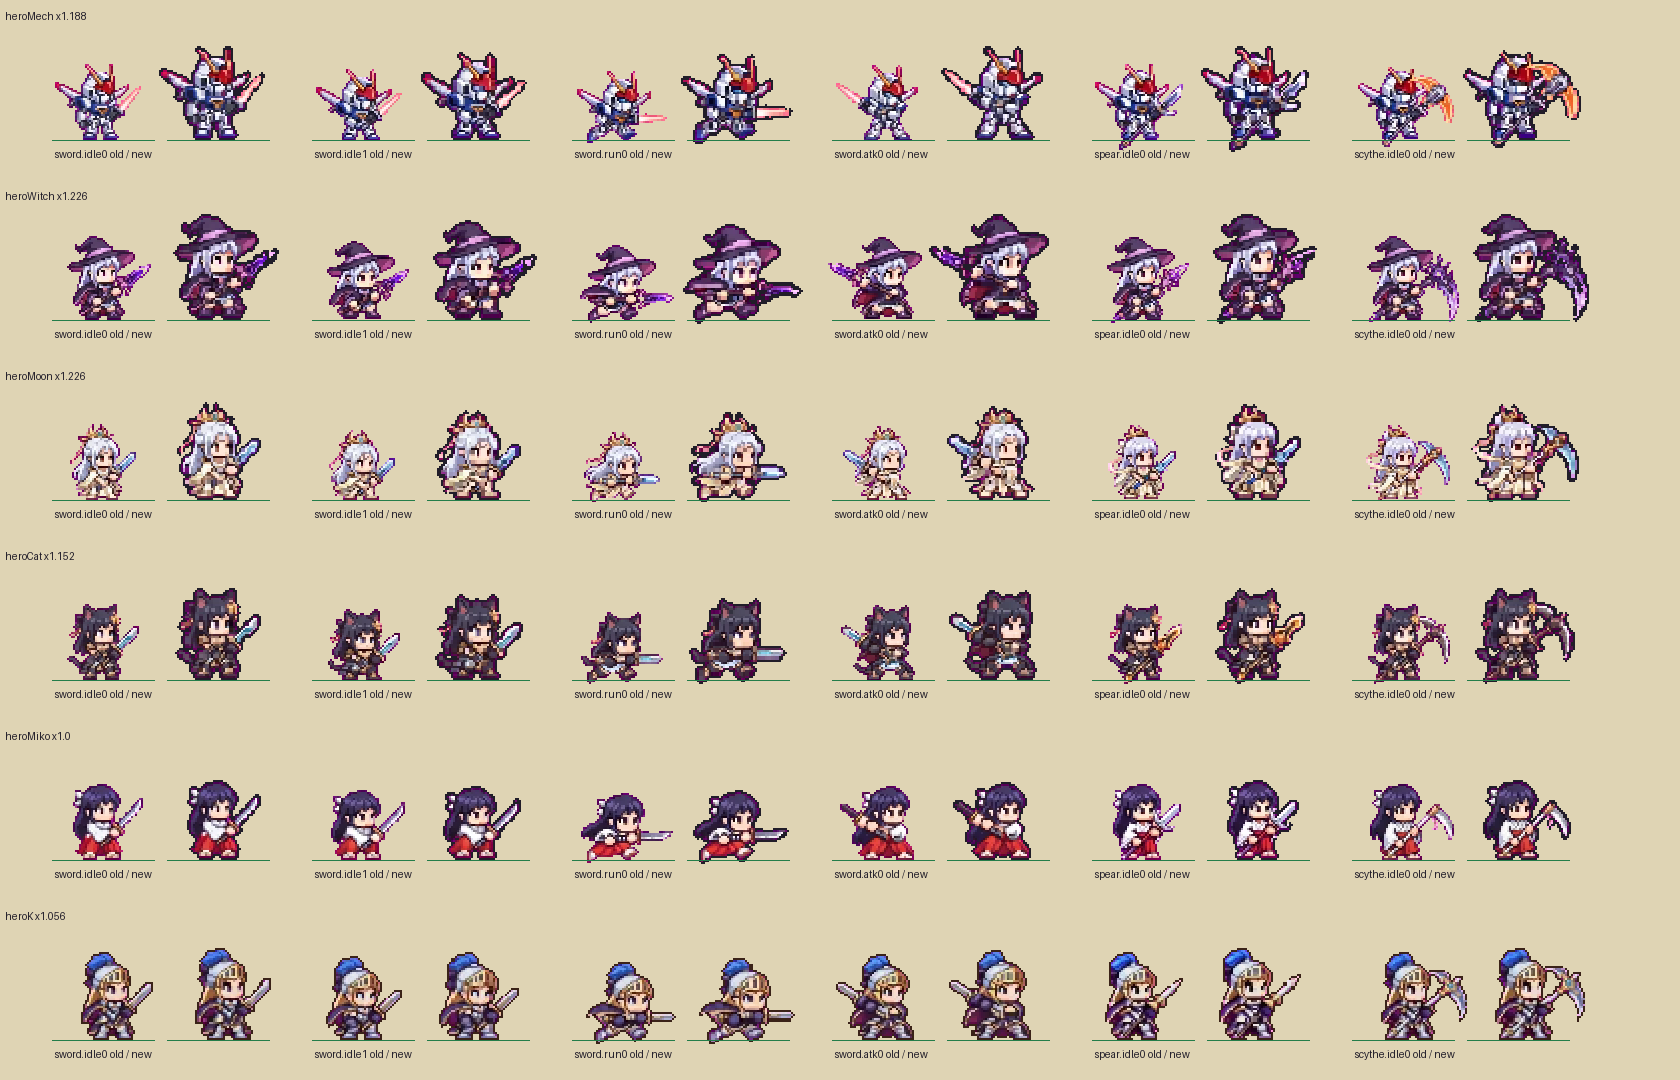 heroMech x1.188
sword.idle0 old / new
sword.idle1 old / new
sword.run0 old / new
sword.atk0 old / new
spear.idle0 old / new
scythe.idle0 old / new
heroWitch x1.226
sword.idle0 old / new
sword.idle1 old / new
sword.run0 old / new
sword.atk0 old / new
spear.idle0 old / new
scythe.idle0 old / new
heroMoon x1.226
sword.idle0 old / new
sword.idle1 old / new
sword.run0 old / new
sword.atk0 old / new
spear.idle0 old / new
scythe.idle0 old / new
heroCat x1.152
sword.idle0 old / new
sword.idle1 old / new
sword.run0 old / new
sword.atk0 old / new
spear.idle0 old / new
scythe.idle0 old / new
heroMiko x1.0
sword.idle0 old / new
sword.idle1 old / new
sword.run0 old / new
sword.atk0 old / new
spear.idle0 old / new
scythe.idle0 old / new
heroK x1.056
sword.idle0 old / new
sword.idle1 old / new
sword.run0 old / new
sword.atk0 old / new
spear.idle0 old / new
scythe.idle0 old / new